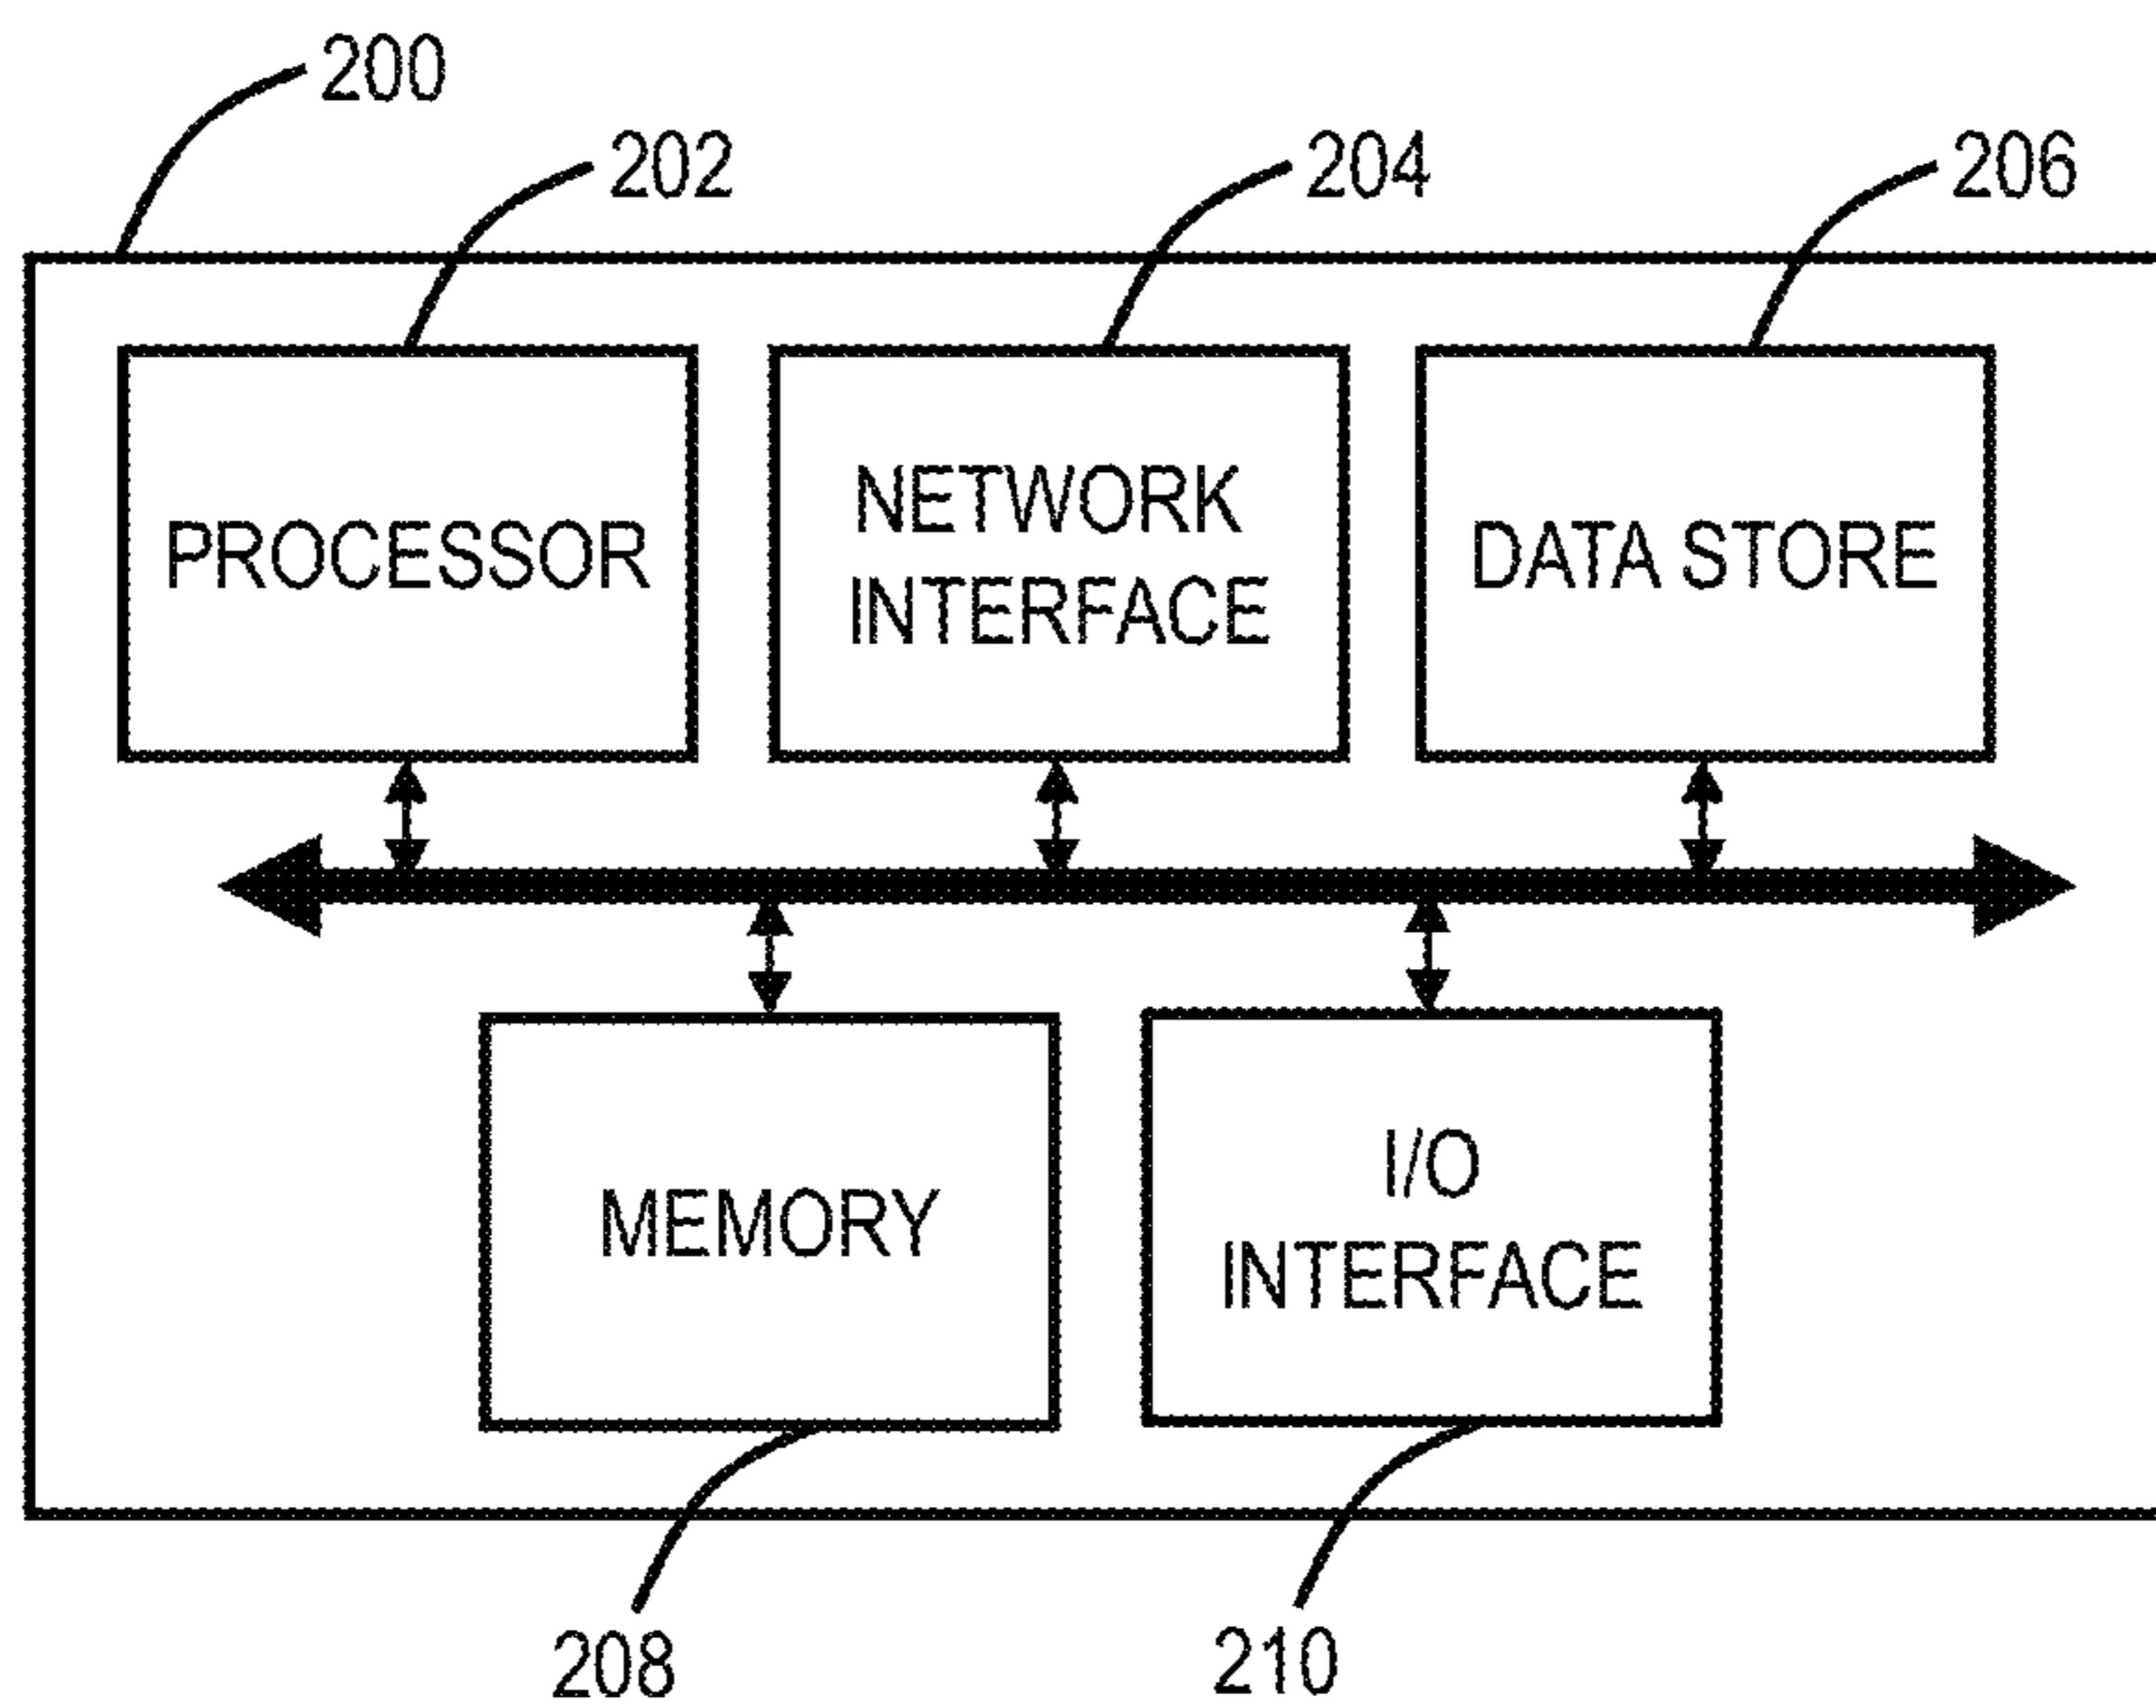 200
202
204
206
PROCESSOR
NETWORK
INTERFACE
DATA STORE
MEMORY
I/O
INTERFACE
208
210